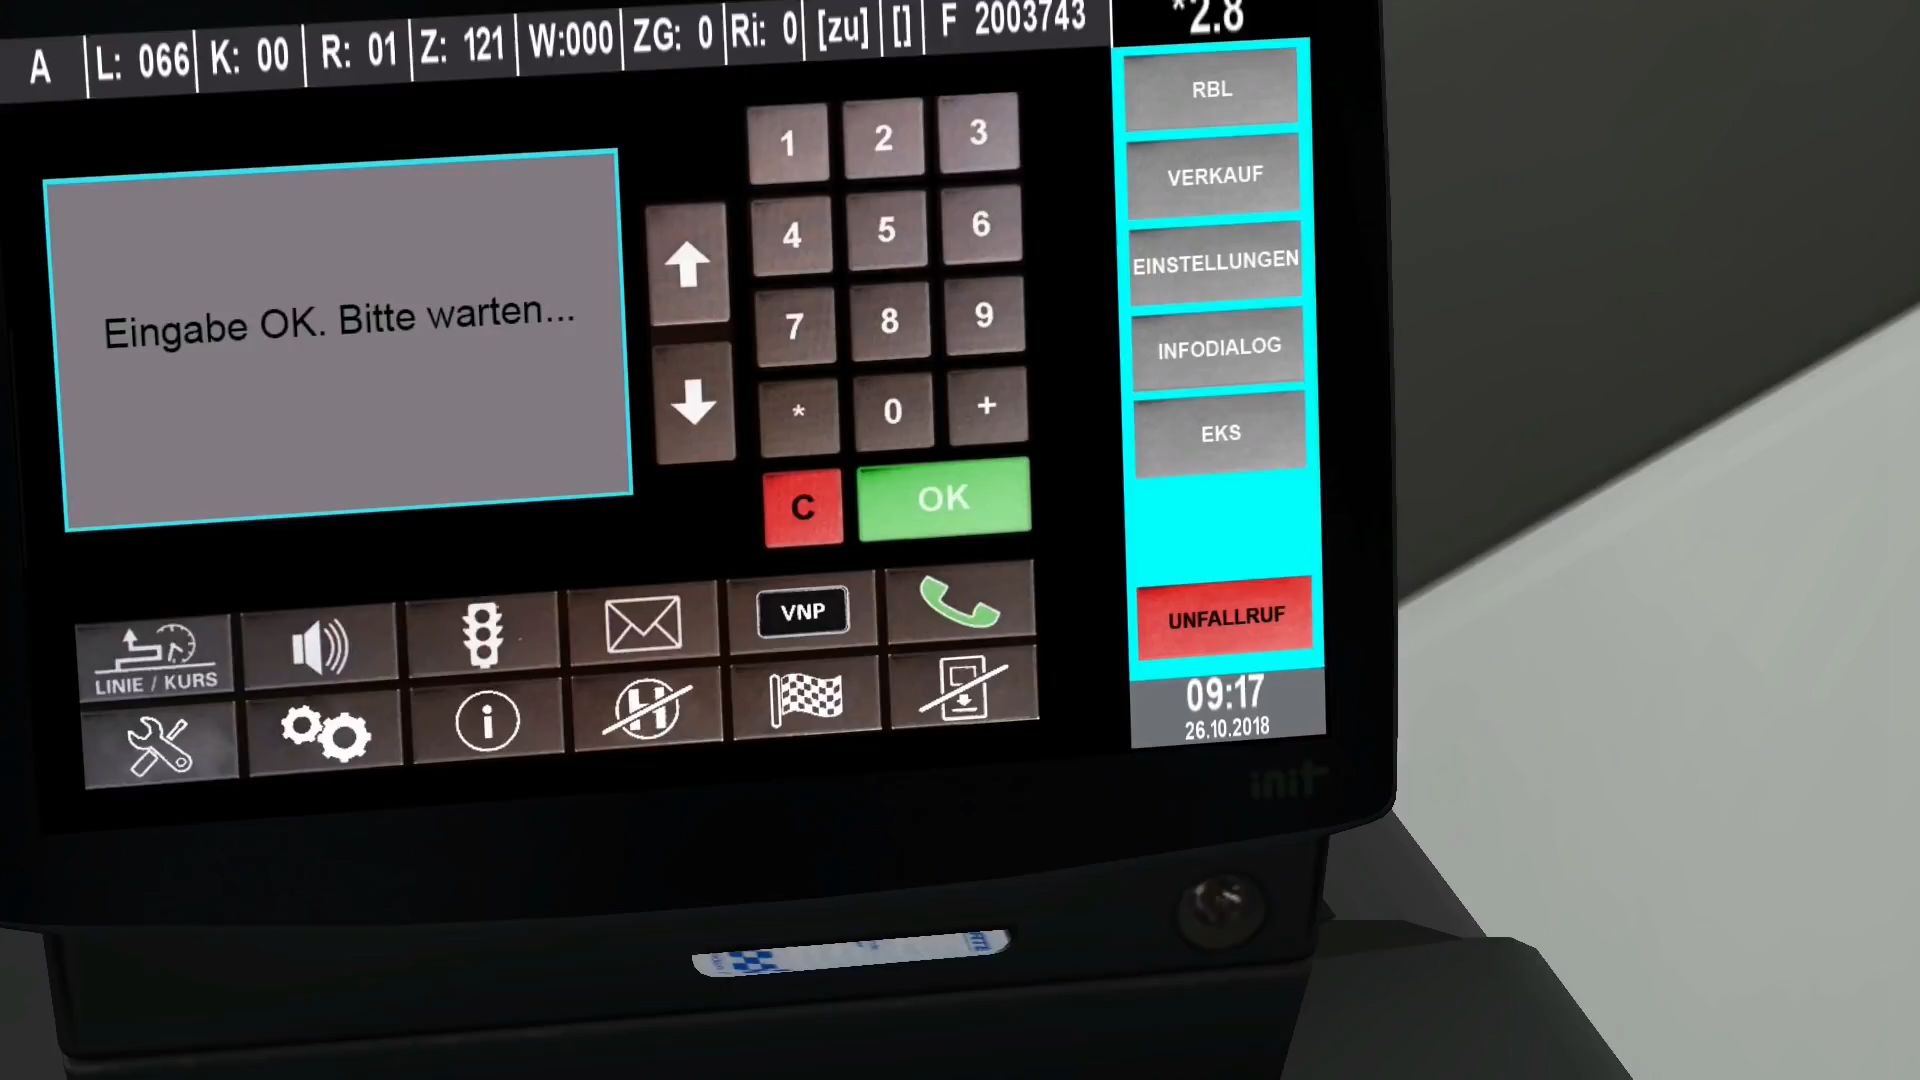 A L: 066 K: 00 R: 01 Z: 121 W:000 ZG: 0 Ri: 0 [zu] [] F 2003743
*2.8
Eingabe OK. Bitte warten...
1 2 3
4 5 6
7 8 9
* 0 +
C OK
RBL
VERKAUF
EINSTELLUNGEN
INFODIALOG
EKS
UNFALLRUF
LINIE / KURS
VNP
i
H
09:17
26.10.2018
init